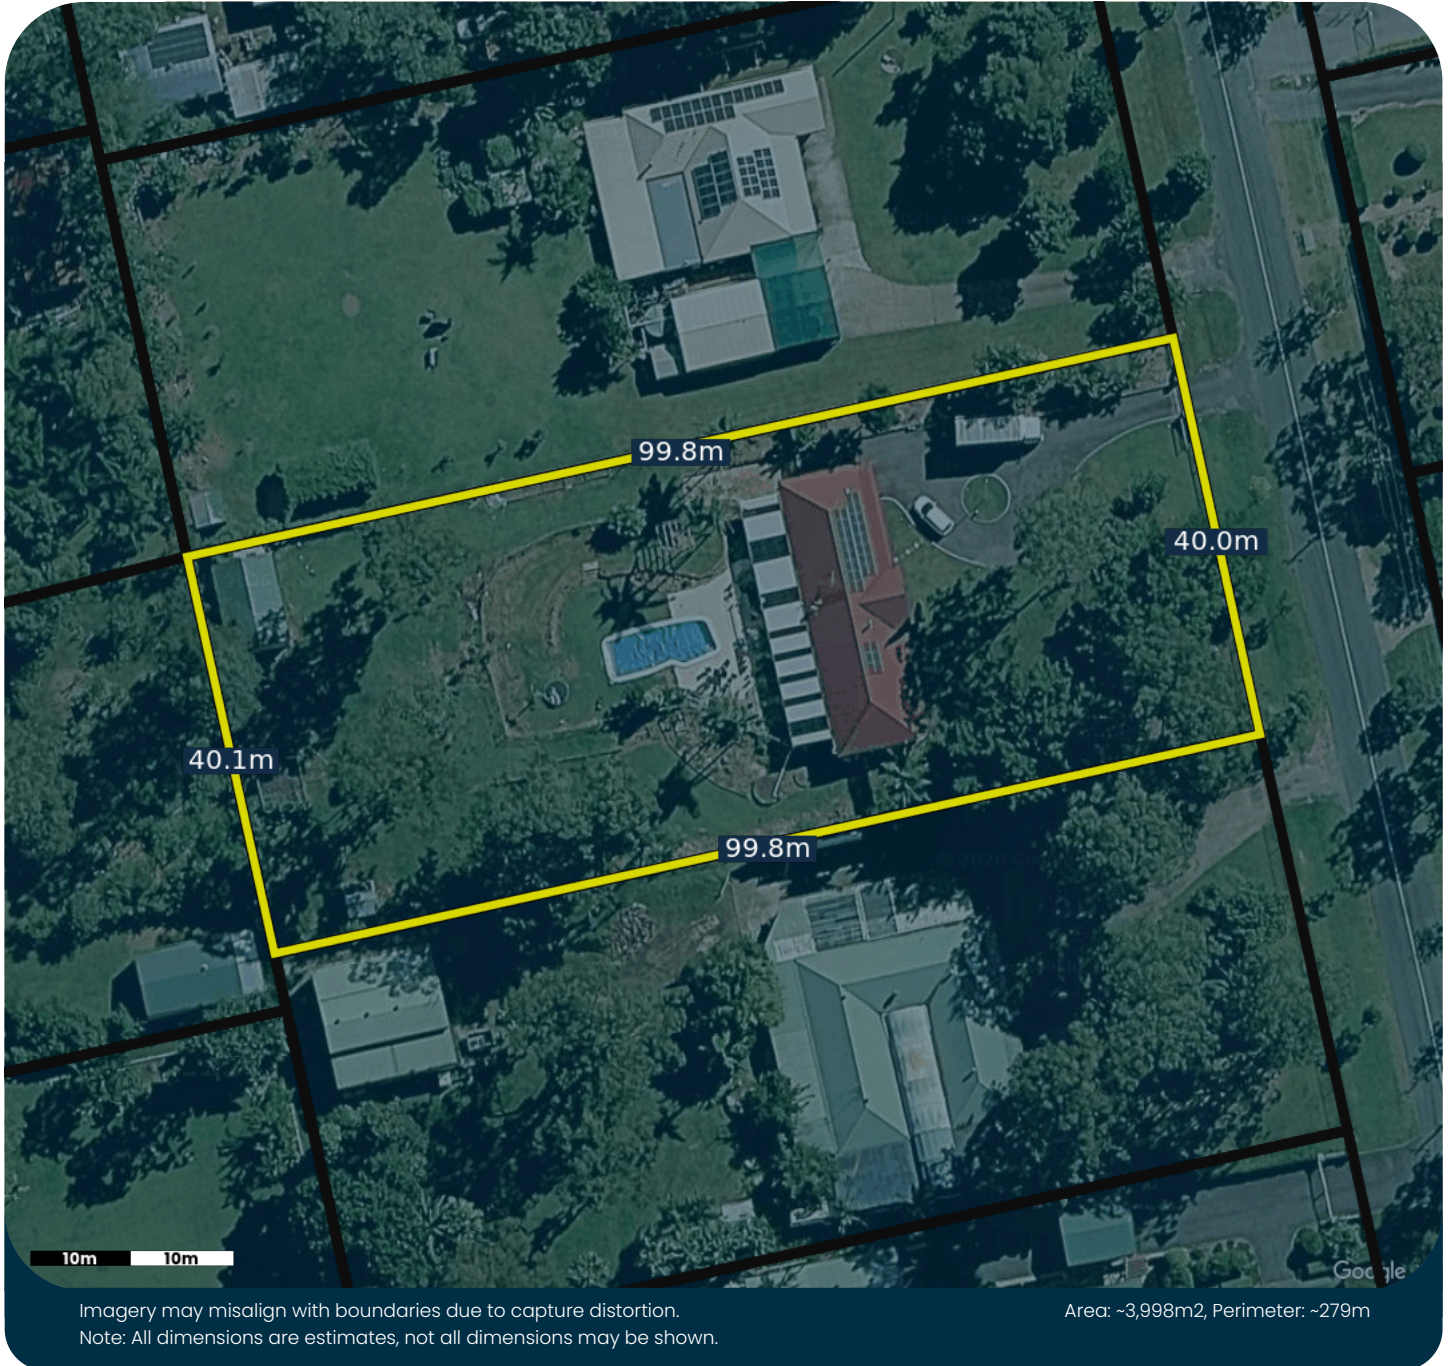 99.8m
40.0m
40.1m
99.8m
10m 10m
Google
Imagery may misalign with boundaries due to capture distortion.
Area: ~3,998m2, Perimeter: ~279m
Note: All dimensions are estimates, not all dimensions may be shown.